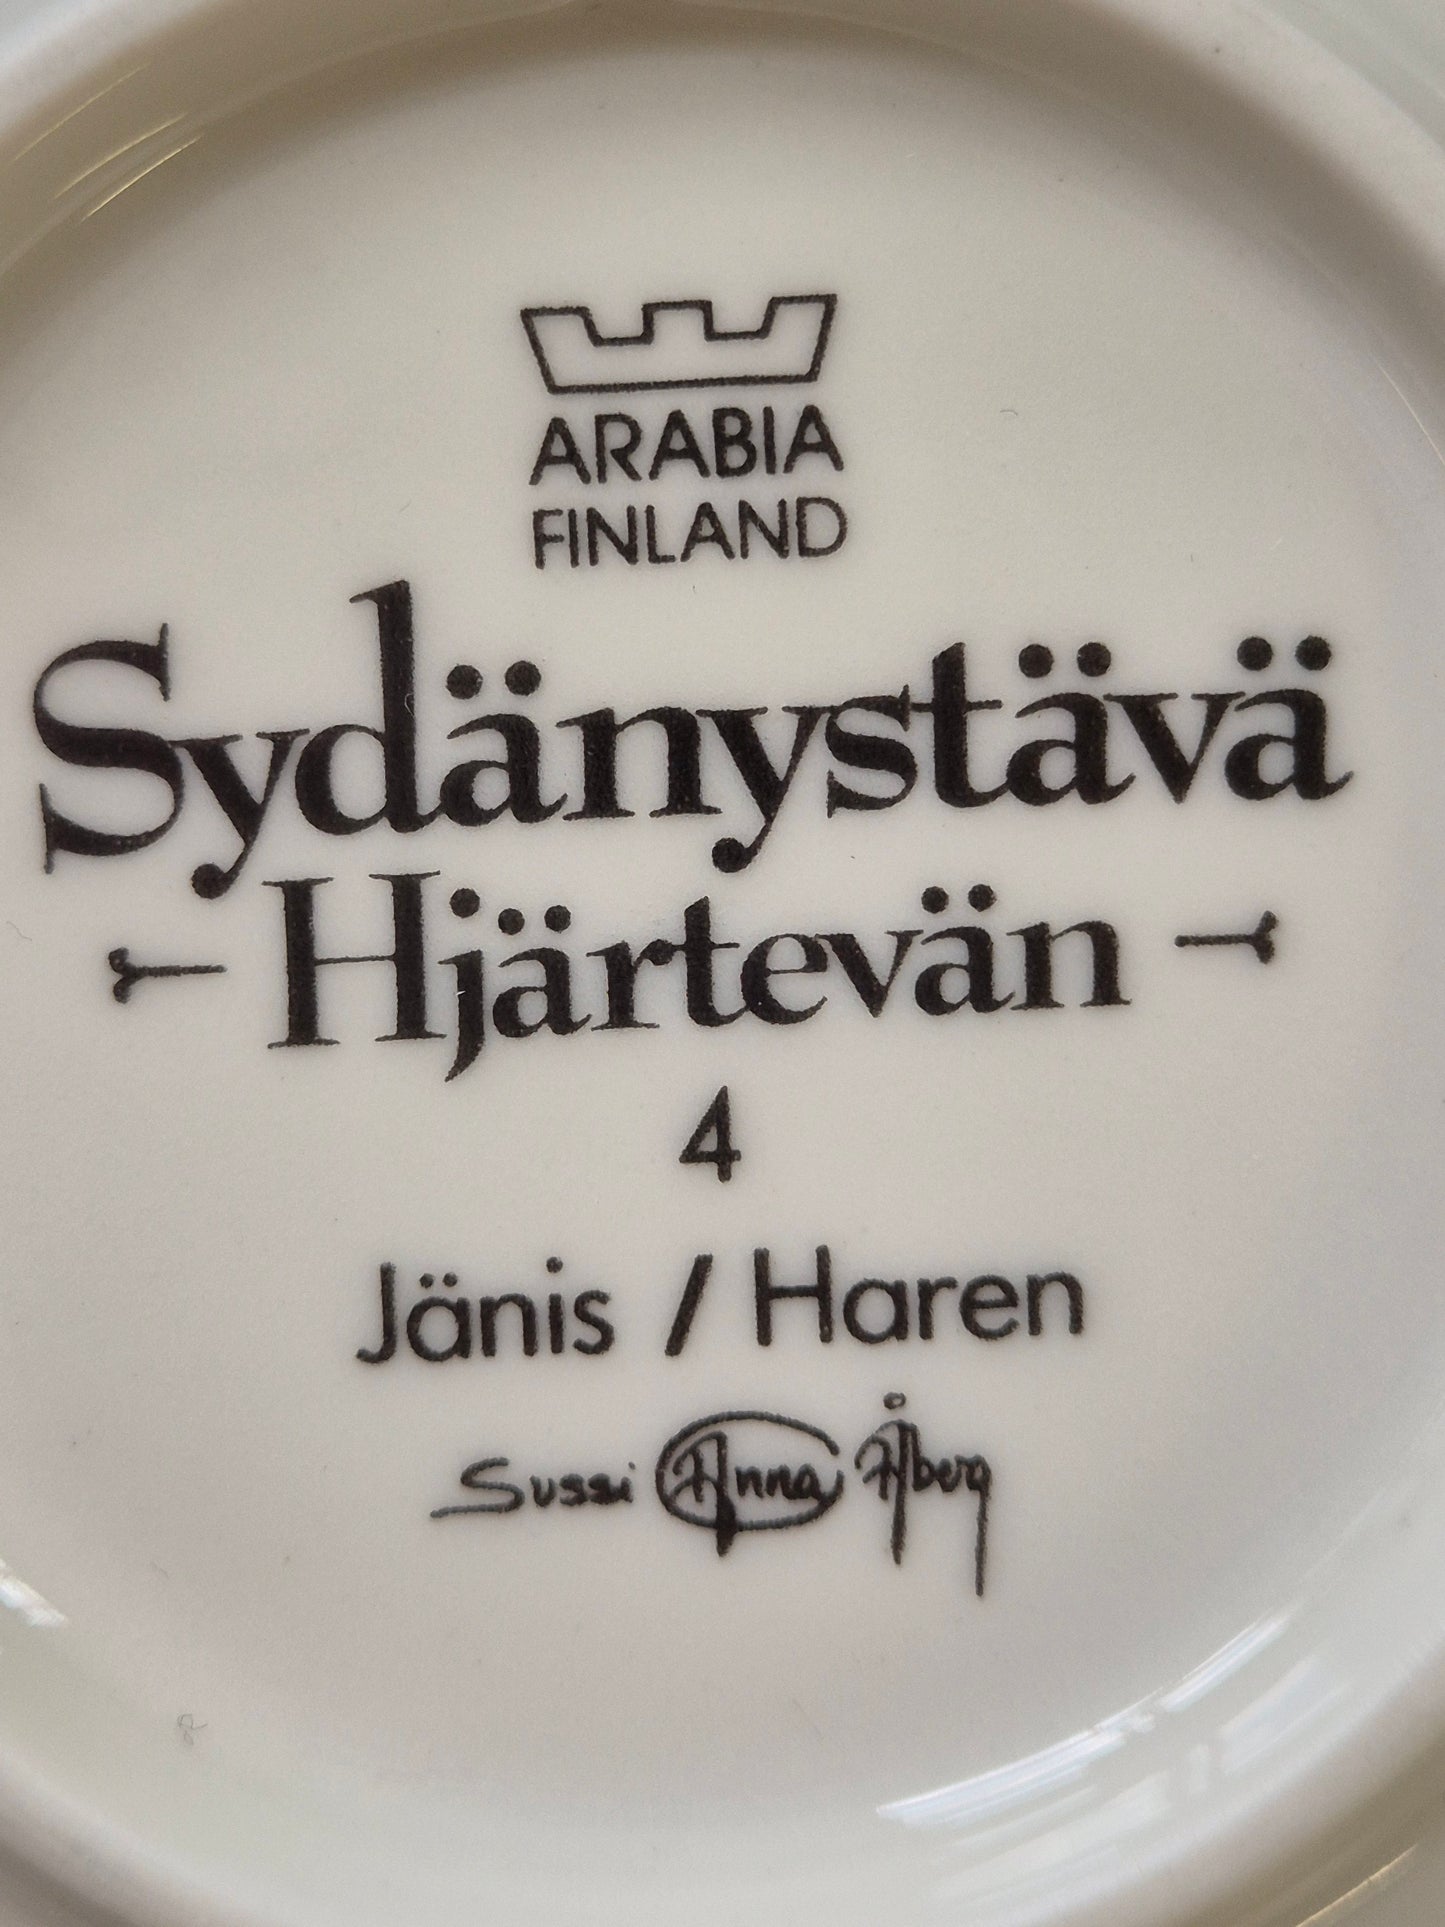 ARABIA
FINLAND
Sydänystävä
Hjärtevän
4
Jänis / Haren
Sussi Anna Åberg